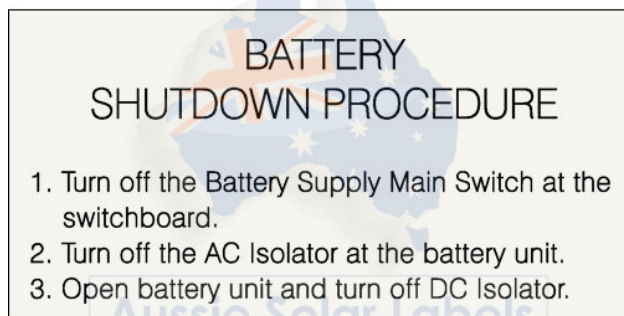 BATTERY
SHUTDOWN PROCEDURE
1. Turn off the Battery Supply Main Switch at the
switchboard.
2. Turn off the AC Isolator at the battery unit.
3. Open battery unit and turn off DC Isolator.
Aussie Solar Labels